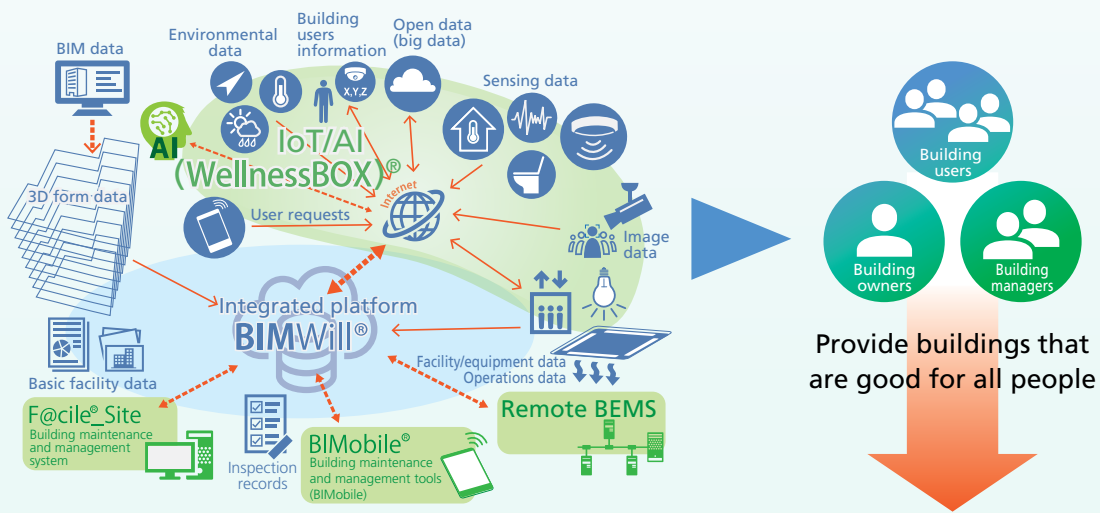 BIM data
Environmental
data
Building
users
information
Open data
(big data)
Sensing data
X,Y,Z
AI
IoT/AI
(WellnessBOX)®
Internet
3D form data
User requests
Image
data
Integrated platform
BIMWill®
Basic facility data
Facility/equipment data
Operations data
F@cile®_Site
Building maintenance
and management
system
Inspection
records
BIMobile®
Building maintenance
and management tools
(BIMobile)
Remote BEMS
Building
users
Building
owners
Building
managers
Provide buildings that
are good for all people